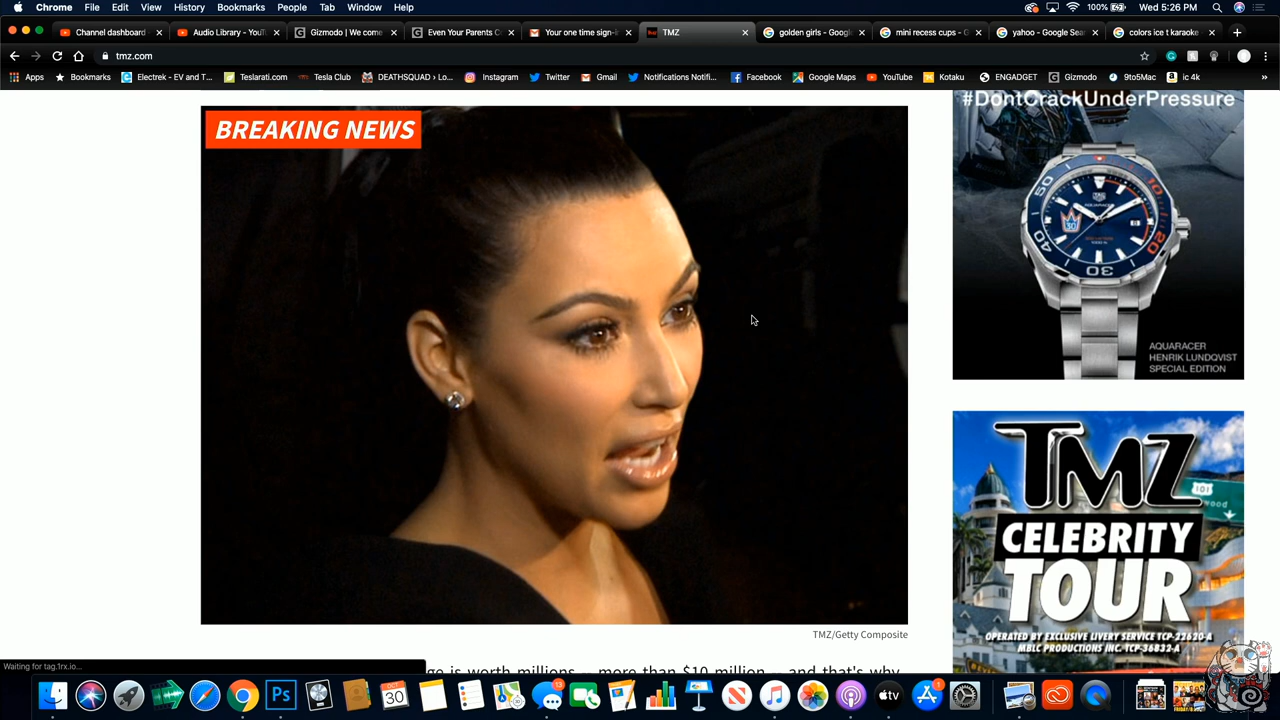 Chrome File Edit View History Bookmarks People Tab Window Help 100% Wed 5:26 PM
Channel dashboard Audio Library - YouTu Gizmodo | We come Even Your Parents C Your one time sign-i TMZ golden girls - Googl mini recess cups - G yahoo - Google Sea colors ice t karaoke
tmz.com
Apps Bookmarks Electrek - EV and T... Teslarati.com Tesla Club DEATHSQUAD › Lo... Instagram Twitter Gmail Notifications Notifi... Facebook Google Maps YouTube Kotaku ENGADGET Gizmodo 9to5Mac ic 4k
#DontCrackUnderPressure
BREAKING NEWS
AQUARACER
HENRIK LUNDQVIST
SPECIAL EDITION
TMZ
101
CELEBRITY
TOUR
OPERATED BY EXCLUSIVE LIVERY SERVICE TCP-22620-A
MBLC PRODUCTIONS INC. TCP-36832-A
TMZ/Getty Composite
Waiting for tag.1rx.io...
is worth millions -- more than $10 million -- and that's why
Ps
30
tv